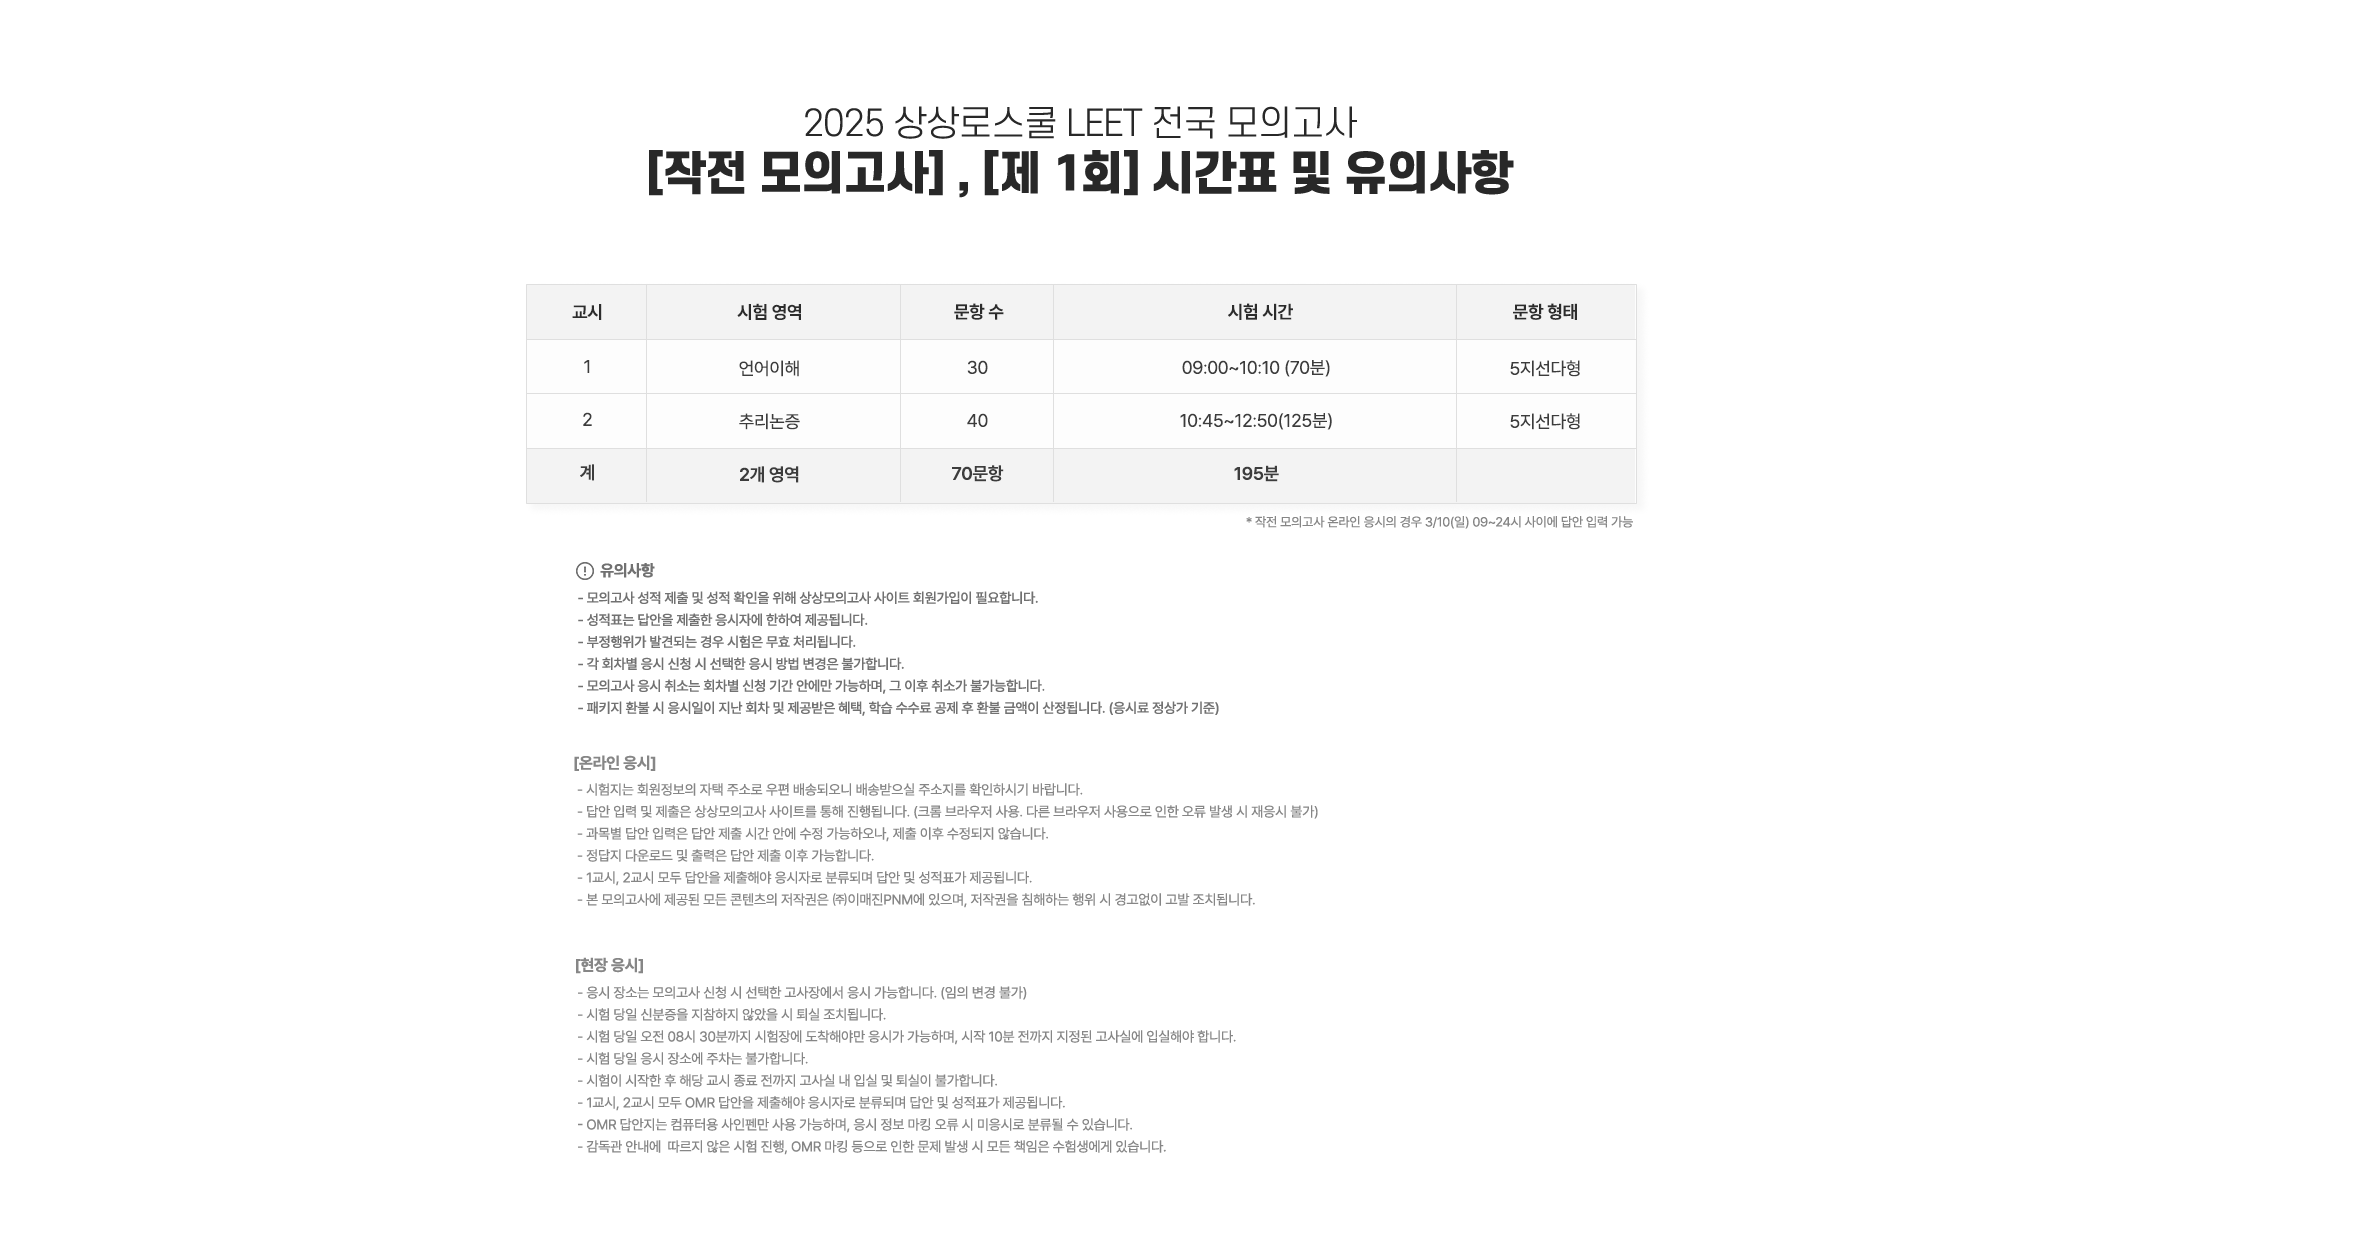 2025 상상로스쿨 LEET 전국 모의고사
[작전 모의고사] , [제 1회] 시간표 및 유의사항
교시 시험 영역 문항 수 시험 시간 문항 형태
1 언어이해 30 09:00~10:10 (70분) 5지선다형
2 추리논증 40 10:45~12:50(125분) 5지선다형
계 2개 영역 70문항 195분
* 작전 모의고사 온라인 응시의 경우 3/10(일) 09~24시 사이에 답안 입력 가능
유의사항
- 모의고사 성적 제출 및 성적 확인을 위해 상상모의고사 사이트 회원가입이 필요합니다.
- 성적표는 답안을 제출한 응시자에 한하여 제공됩니다.
- 부정행위가 발견되는 경우 시험은 무효 처리됩니다.
- 각 회차별 응시 신청 시 선택한 응시 방법 변경은 불가합니다.
- 모의고사 응시 취소는 회차별 신청 기간 안에만 가능하며, 그 이후 취소가 불가능합니다.
- 패키지 환불 시 응시일이 지난 회차 및 제공받은 혜택, 학습 수수료 공제 후 환불 금액이 산정됩니다. (응시료 정상가 기준)
[온라인 응시]
- 시험지는 회원정보의 자택 주소로 우편 배송되오니 배송받으실 주소지를 확인하시기 바랍니다.
- 답안 입력 및 제출은 상상모의고사 사이트를 통해 진행됩니다. (크롬 브라우저 사용. 다른 브라우저 사용으로 인한 오류 발생 시 재응시 불가)
- 과목별 답안 입력은 답안 제출 시간 안에 수정 가능하오나, 제출 이후 수정되지 않습니다.
- 정답지 다운로드 및 출력은 답안 제출 이후 가능합니다.
- 1교시, 2교시 모두 답안을 제출해야 응시자로 분류되며 답안 및 성적표가 제공됩니다.
- 본 모의고사에 제공된 모든 콘텐츠의 저작권은 ㈜이매진PNM에 있으며, 저작권을 침해하는 행위 시 경고없이 고발 조치됩니다.
[현장 응시]
- 응시 장소는 모의고사 신청 시 선택한 고사장에서 응시 가능합니다. (임의 변경 불가)
- 시험 당일 신분증을 지참하지 않았을 시 퇴실 조치됩니다.
- 시험 당일 오전 08시 30분까지 시험장에 도착해야만 응시가 가능하며, 시작 10분 전까지 지정된 고사실에 입실해야 합니다.
- 시험 당일 응시 장소에 주차는 불가합니다.
- 시험이 시작한 후 해당 교시 종료 전까지 고사실 내 입실 및 퇴실이 불가합니다.
- 1교시, 2교시 모두 OMR 답안을 제출해야 응시자로 분류되며 답안 및 성적표가 제공됩니다.
- OMR 답안지는 컴퓨터용 사인펜만 사용 가능하며, 응시 정보 마킹 오류 시 미응시로 분류될 수 있습니다.
- 감독관 안내에 따르지 않은 시험 진행, OMR 마킹 등으로 인한 문제 발생 시 모든 책임은 수험생에게 있습니다.